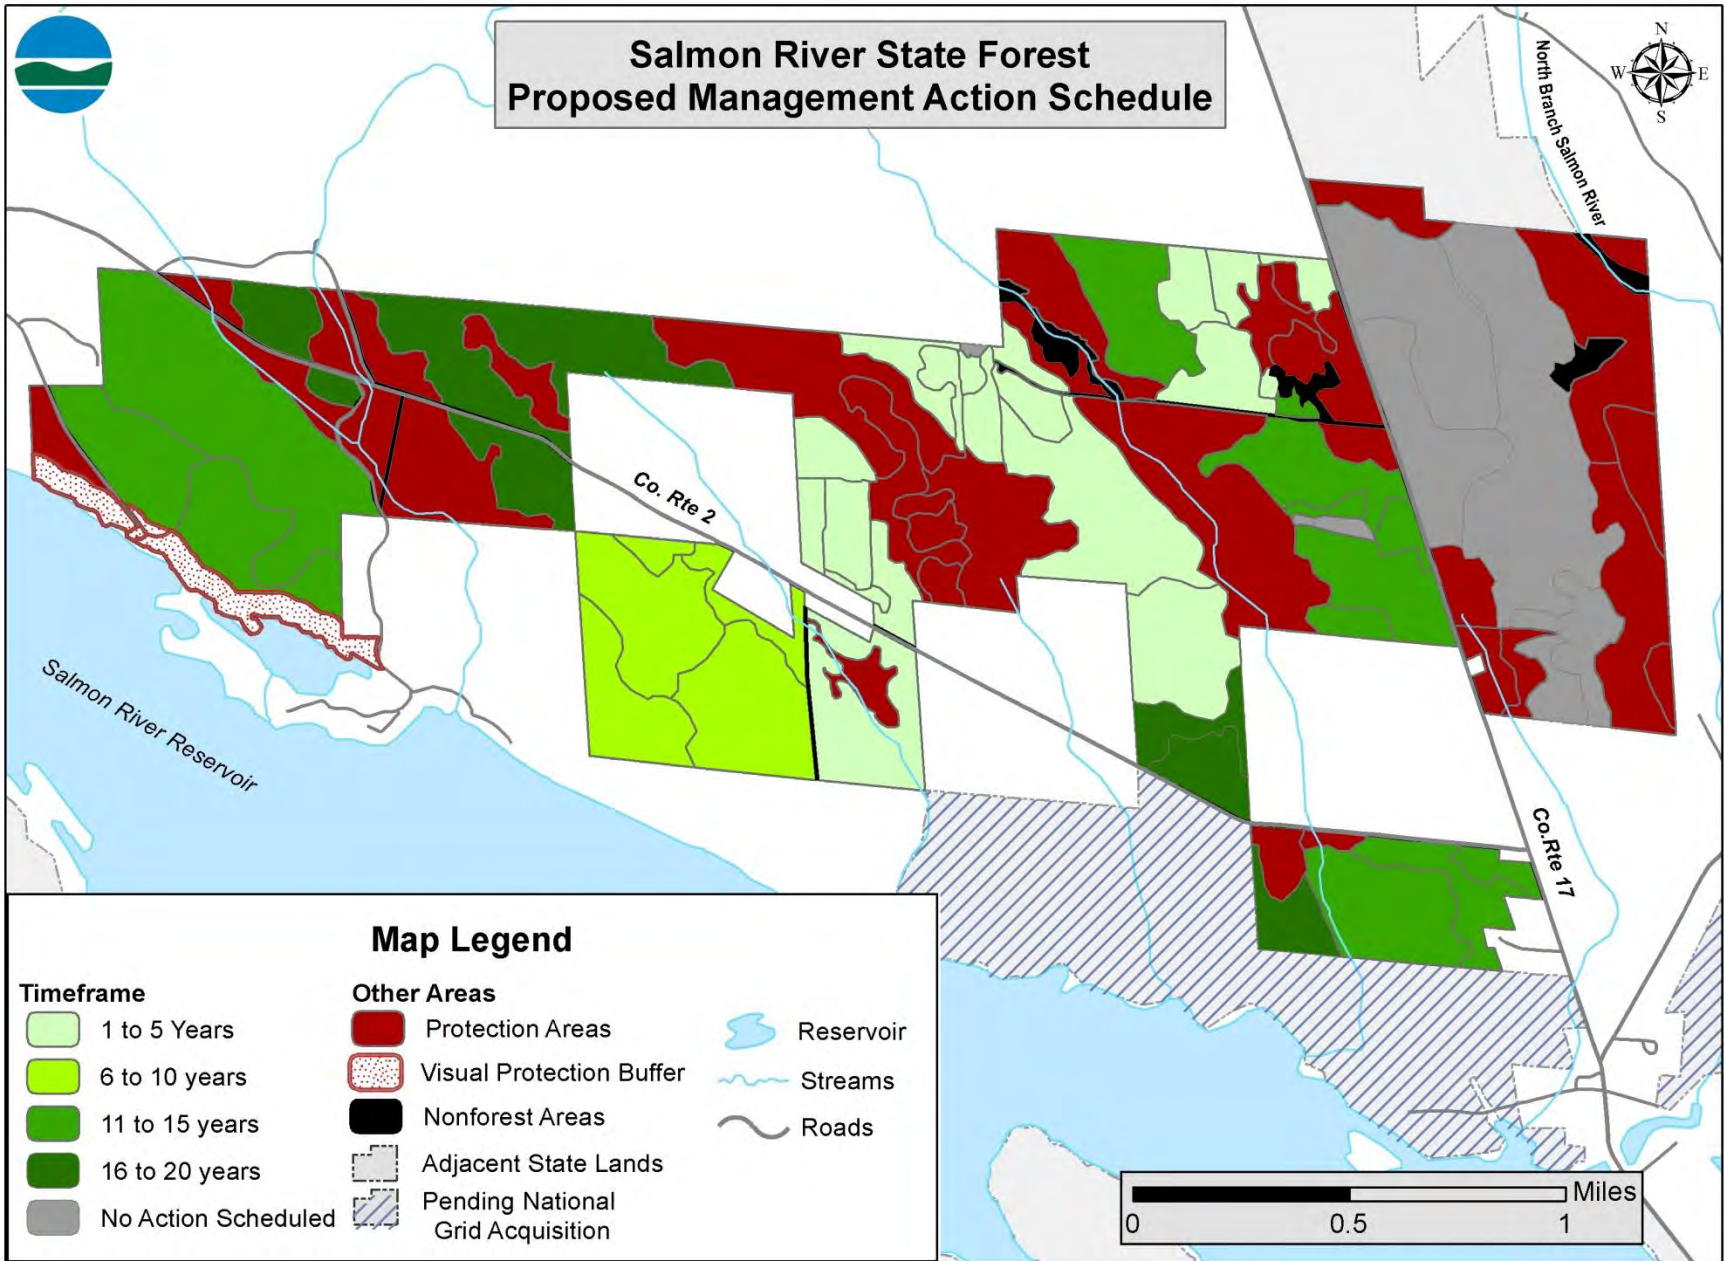 Salmon River State Forest
Proposed Management Action Schedule
N
W
E
S
North Branch Salmon River
Co. Rte 2
Salmon River Reservoir
Co.Rte 17
Map Legend
Timeframe
1 to 5 Years
6 to 10 years
11 to 15 years
16 to 20 years
No Action Scheduled
Other Areas
Protection Areas
Visual Protection Buffer
Nonforest Areas
Adjacent State Lands
Pending National
Grid Acquisition
Reservoir
Streams
Roads
Miles
0
0.5
1